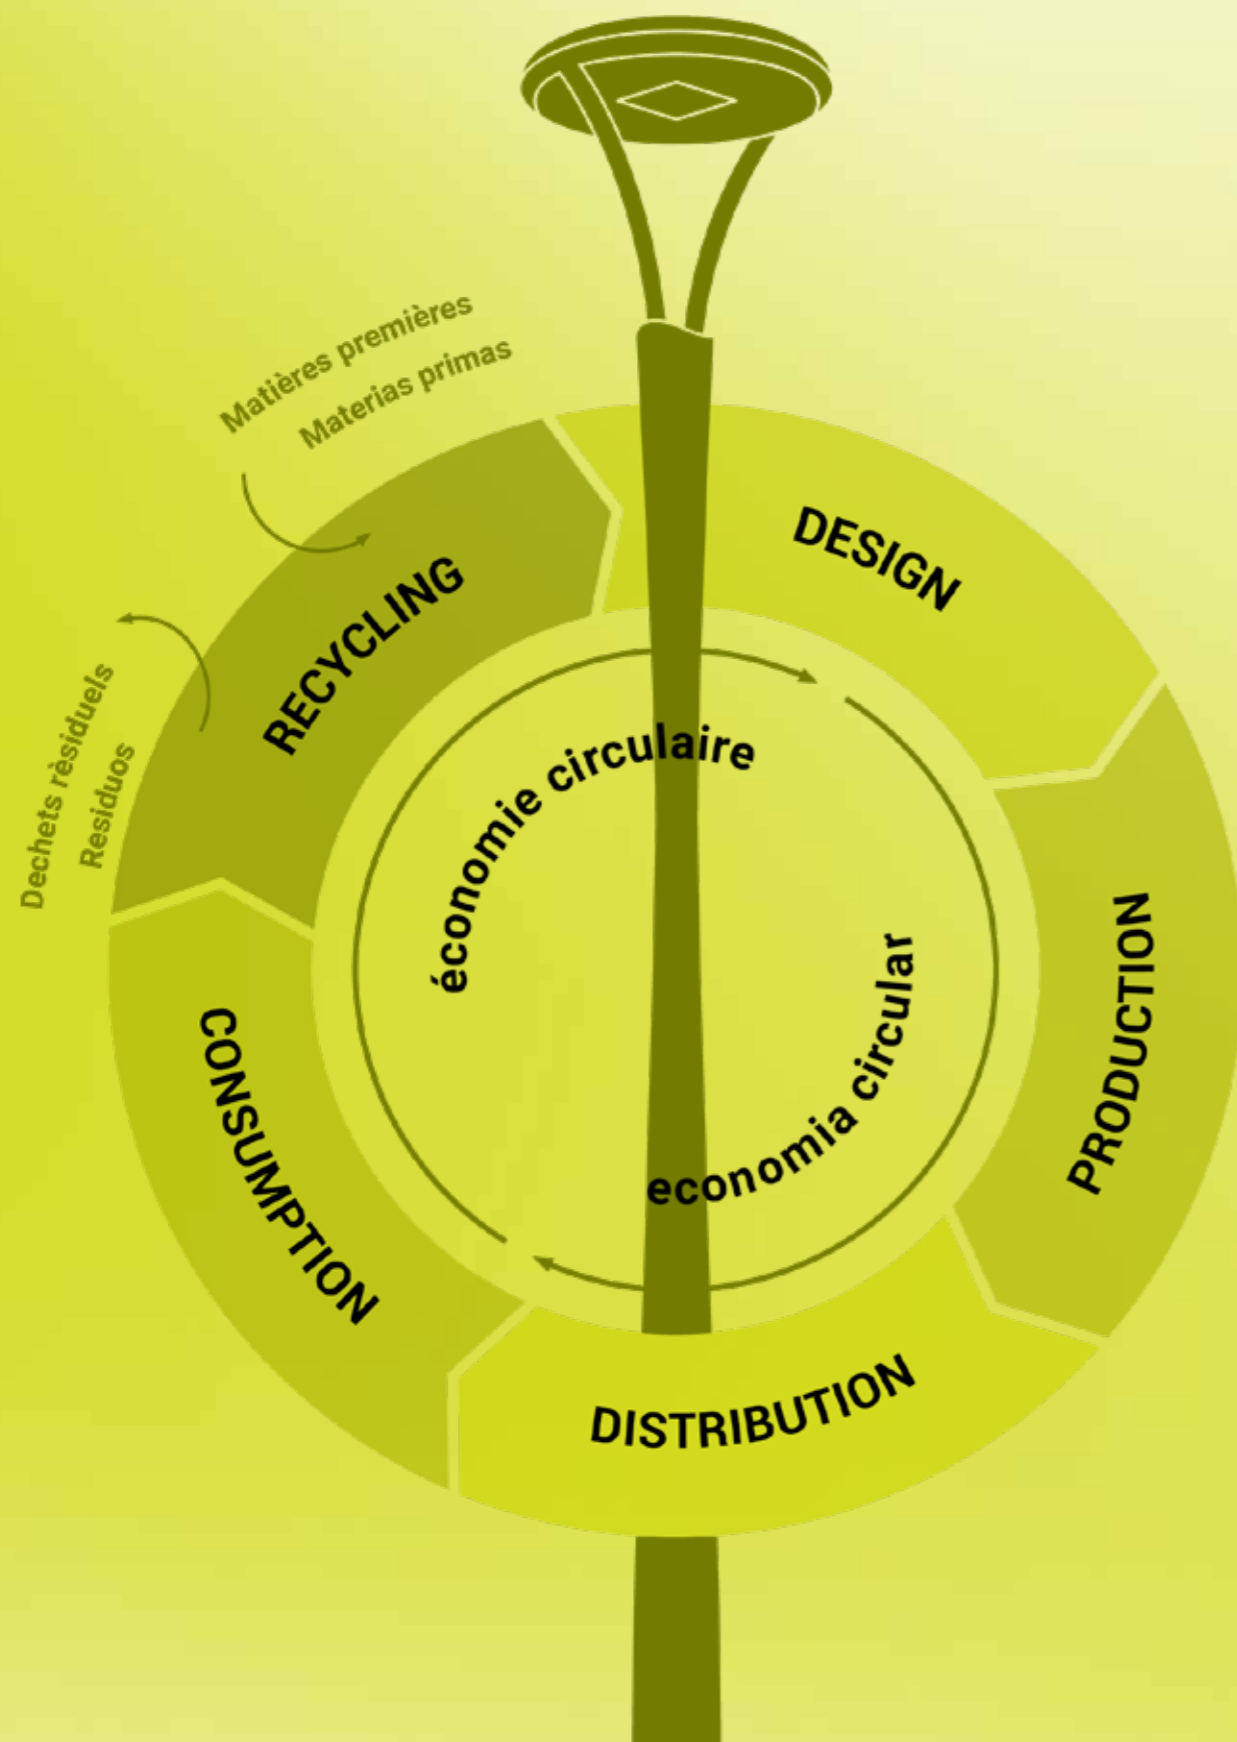 Matières premières
Materias primas
DESIGN
RECYCLING
Dechets rèsiduels
Residuos
économie circulaire
economia circular
PRODUCTION
CONSUMPTION
DISTRIBUTION